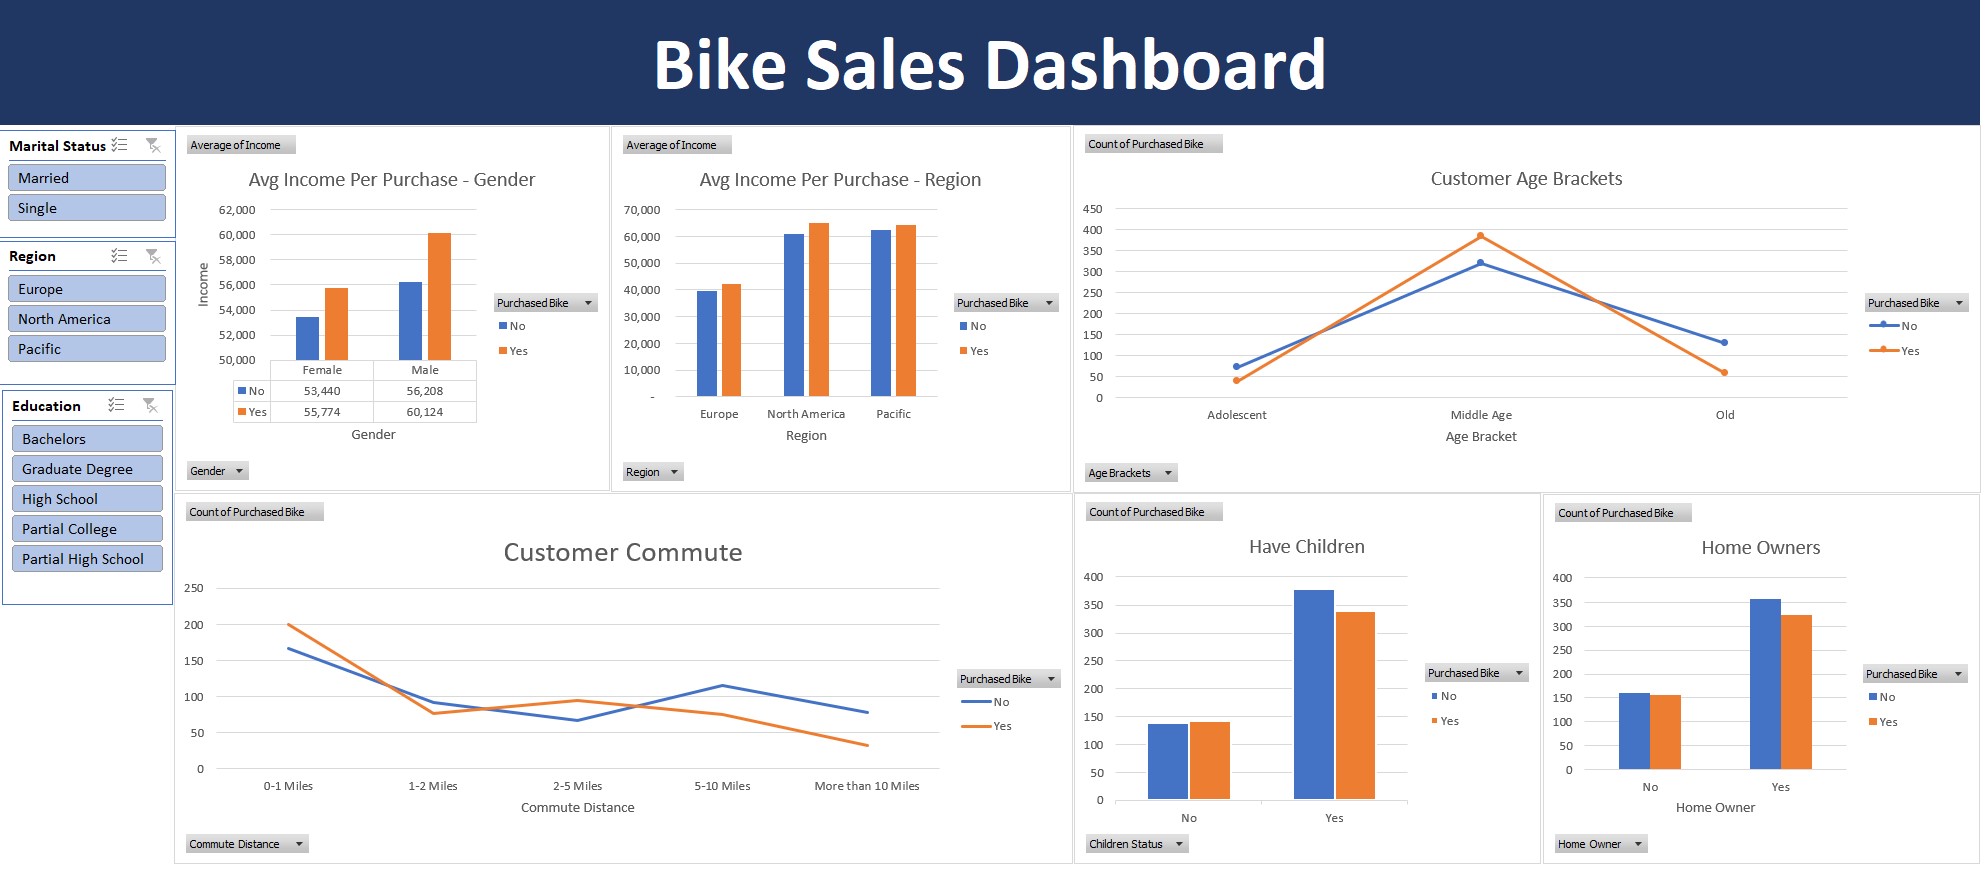 Bike Sales Dashboard
Marital Status
Married
Single
Region
Europe
North America
Pacific
Education
Bachelors
Graduate Degree
High School
Partial College
Partial High School
Average of Income
Avg Income Per Purchase - Gender
62,000
60,000
58,000
56,000
54,000
52,000
50,000
Income
Female Male
No 53,440 56,208
Yes 55,774 60,124
Gender
Purchased Bike
No
Yes
Gender
Average of Income
Avg Income Per Purchase - Region
70,000
60,000
50,000
40,000
30,000
20,000
10,000
-
Europe North America Pacific
Region
Purchased Bike
No
Yes
Region
Count of Purchased Bike
Customer Age Brackets
450
400
350
300
250
200
150
100
50
0
Adolescent Middle Age Old
Age Bracket
Purchased Bike
No
Yes
Age Brackets
Count of Purchased Bike
Customer Commute
250
200
150
100
50
0
0-1 Miles 1-2 Miles 2-5 Miles 5-10 Miles More than 10 Miles
Commute Distance
Purchased Bike
No
Yes
Commute Distance
Count of Purchased Bike
Have Children
400
350
300
250
200
150
100
50
0
No Yes
Purchased Bike
No
Yes
Children Status
Count of Purchased Bike
Home Owners
400
350
300
250
200
150
100
50
0
No Yes
Home Owner
Purchased Bike
No
Yes
Home Owner